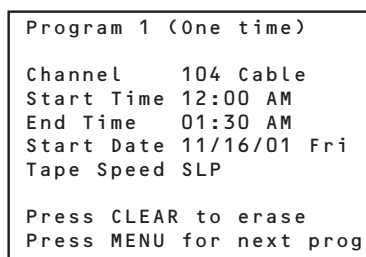 Program 1 (One time)
Channel 104 Cable
Start Time 12:00 AM
End Time 01:30 AM
Start Date 11/16/01 Fri
Tape Speed SLP
Press CLEAR to erase
Press MENU for next prog